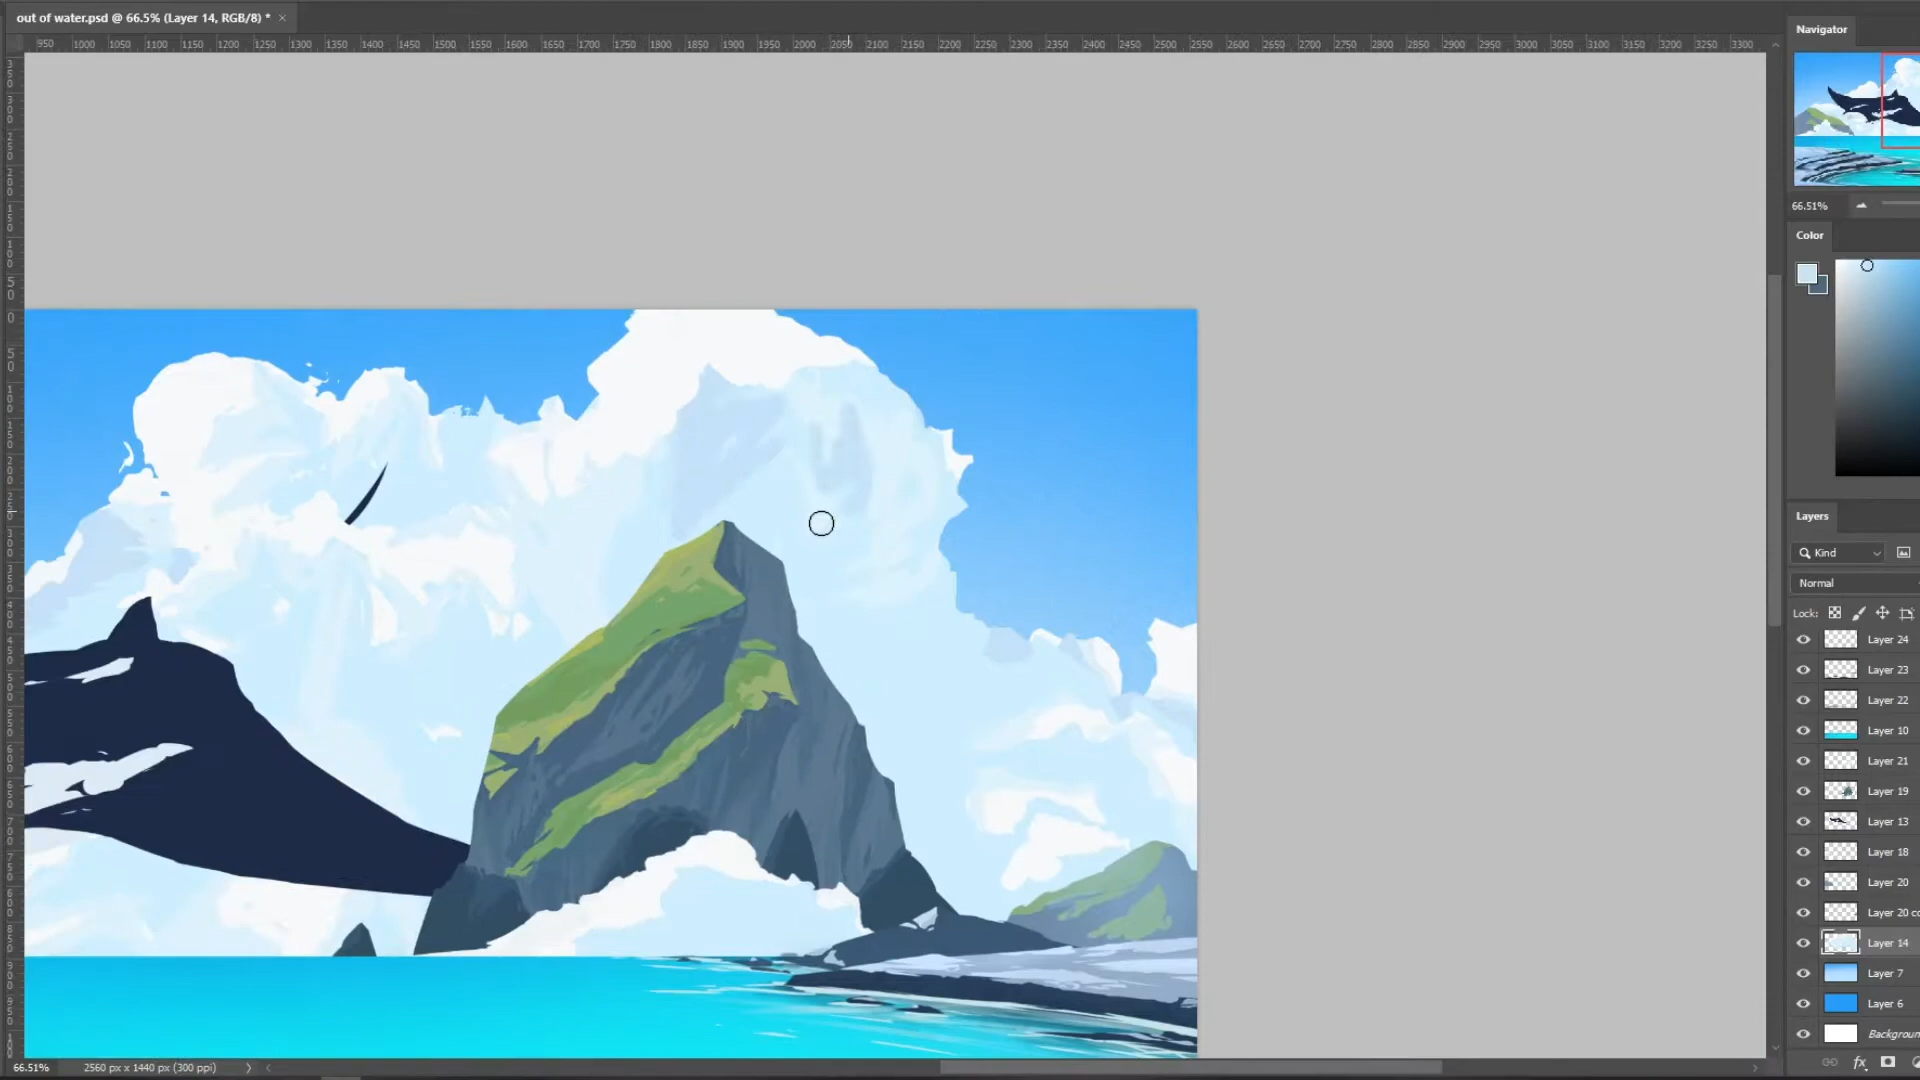 out of water.psd @ 66.5% (Layer 14, RGB/8) * ×
950 1000 1050 1100 1150 1200 1250 1300 1350 1400 1450 1500 1550 1600 1650 1700 1750 1800 1850 1900 1950 2000 2050 2100 2150 2200 2250 2300 2350 2400 2450 2500 2550 2600 2650 2700 2750 2800 2850 2900 2950 3000 3050 3100 3150 3200 3250 3300
Navigator
66.51%
Color
Layers
Kind
Normal
Lock:
Layer 24
Layer 23
Layer 22
Layer 10
Layer 21
Layer 19
Layer 13
Layer 18
Layer 20
Layer 20 co
Layer 14
Layer 7
Layer 6
Backgroun
fx
66.51% 2560 px x 1440 px (300 ppi)